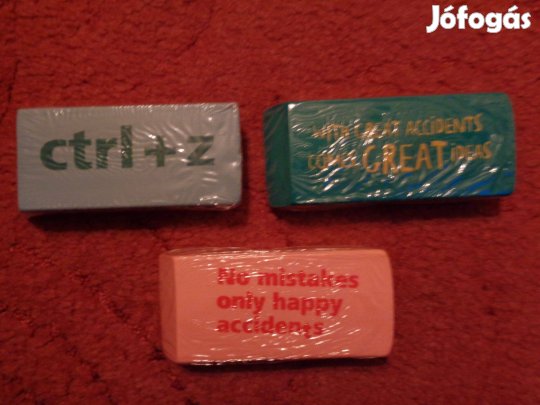 Jófogás
ctrl+z
WITH GREAT ACCIDENTS
COMES GREAT IDEAS
No mistakes
only happy
accidents